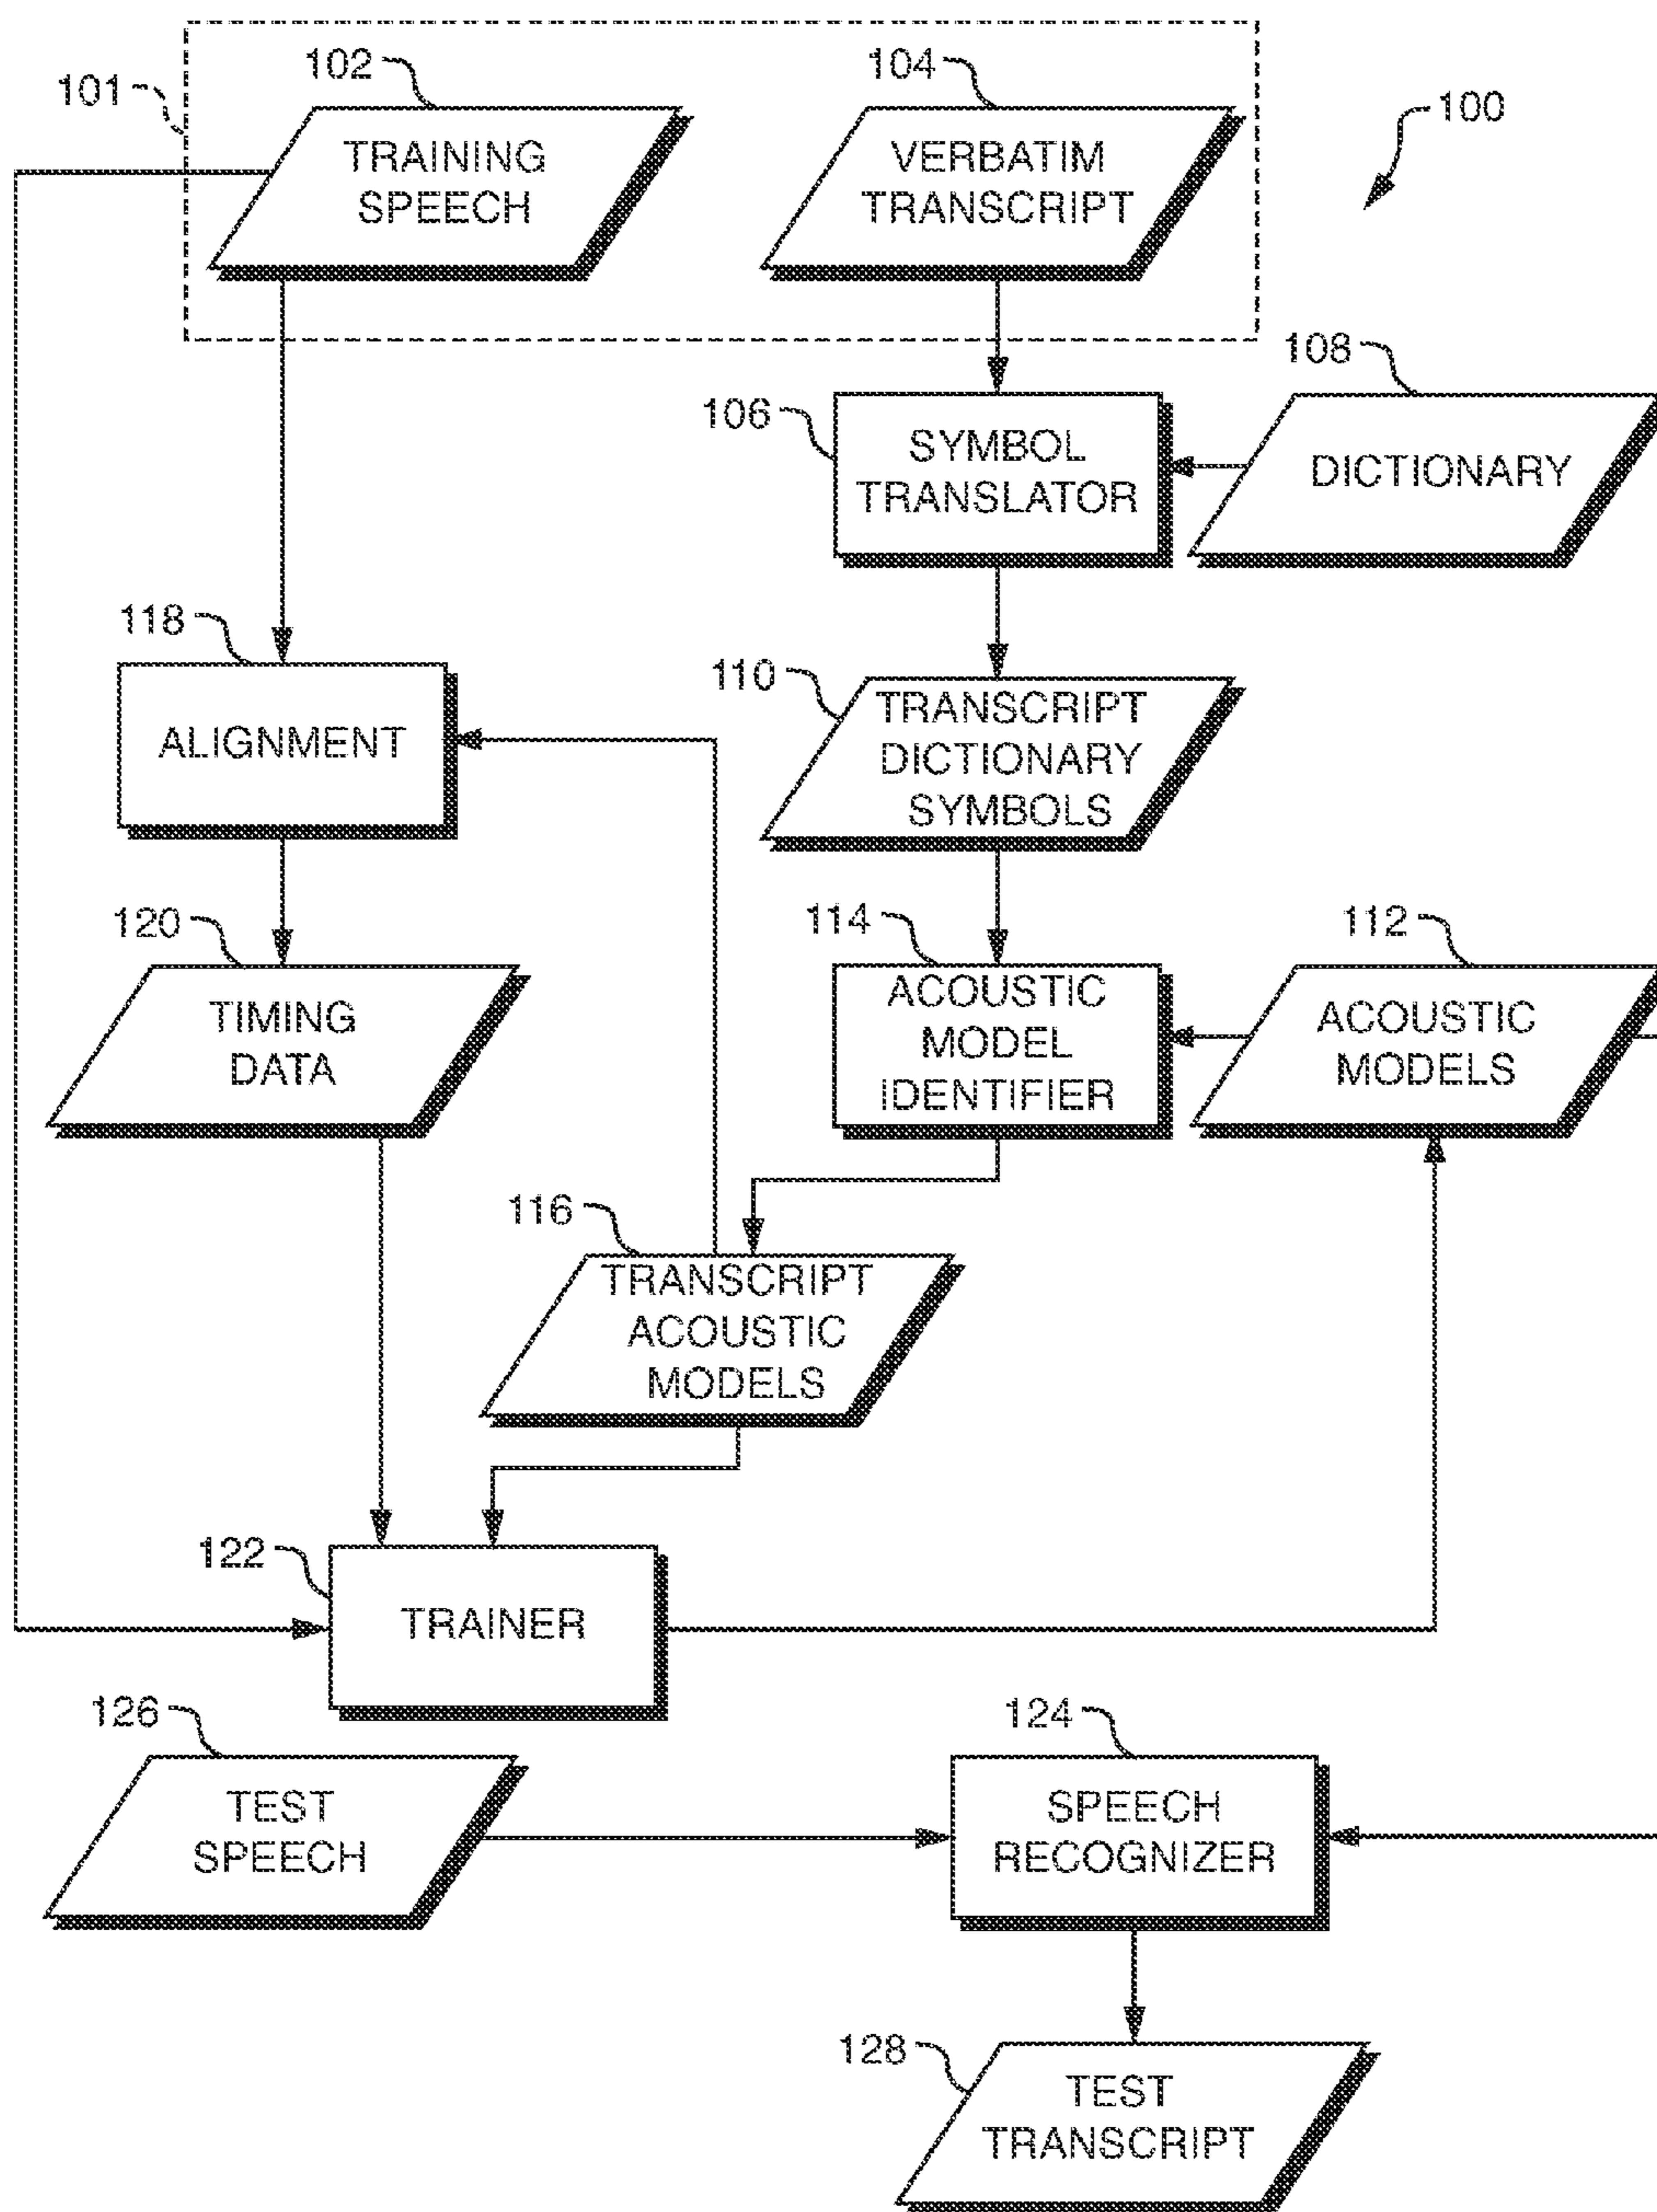 102
104
101
100
TRAINING
SPEECH
VERBATIM
TRANSCRIPT
108
106
SYMBOL
TRANSLATOR
DICTIONARY
118
110
ALIGNMENT
TRANSCRIPT
DICTIONARY
SYMBOLS
120
114
112
TIMING
DATA
ACOUSTIC
MODEL
IDENTIFIER
ACOUSTIC
MODELS
116
TRANSCRIPT
ACOUSTIC
MODELS
122
TRAINER
126
124
TEST
SPEECH
SPEECH
RECOGNIZER
128
TEST
TRANSCRIPT